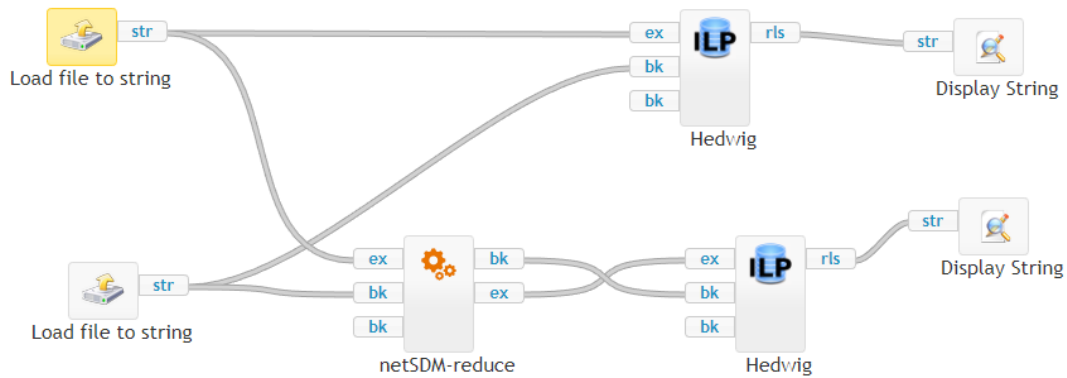 str
Load file to string
ex
bk
bk
ILP
rls
Hedwig
str
Display String
str
Load file to string
ex
bk
bk
bk
ex
netSDM-reduce
ex
bk
bk
ILP
rls
Hedwig
str
Display String